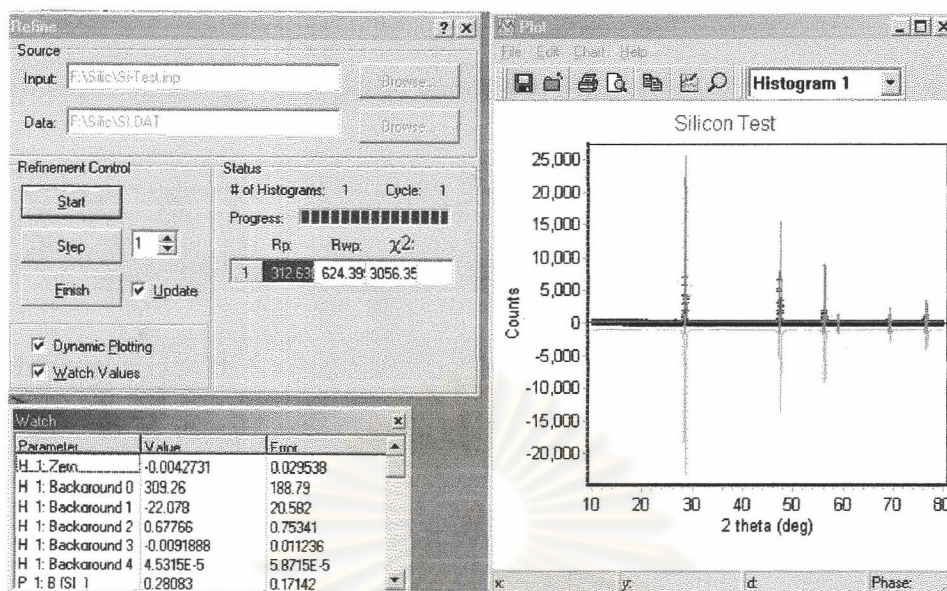 Refine
Source
Input: F:\Silic\Si-Test.inp Browse...
Data: F:\Silic\SI.DAT Browse...
Refinement Control
Start
Step 1
Finish Update
Dynamic Plotting
Watch Values
Status
# of Histograms: 1 Cycle: 1
Progress:
Rp: Rwp: χ2:
1 312.63 624.39 3056.35
Watch
Parameter Value Error
H 1: Zero -0.0042731 0.029538
H 1: Background 0 309.26 188.79
H 1: Background 1 -22.078 20.582
H 1: Background 2 0.67766 0.75341
H 1: Background 3 -0.0091888 0.011236
H 1: Background 4 4.5315E-5 5.8715E-5
P 1: B (SI ) 0.28083 0.17142
Plot
File Edit Chart Help
Histogram 1
Silicon Test
25,000
20,000
15,000
10,000
5,000
0
-5,000
-10,000
-15,000
-20,000
Counts
10 20 30 40 50 60 70 80
2 theta (deg)
x: y: d: Phase: